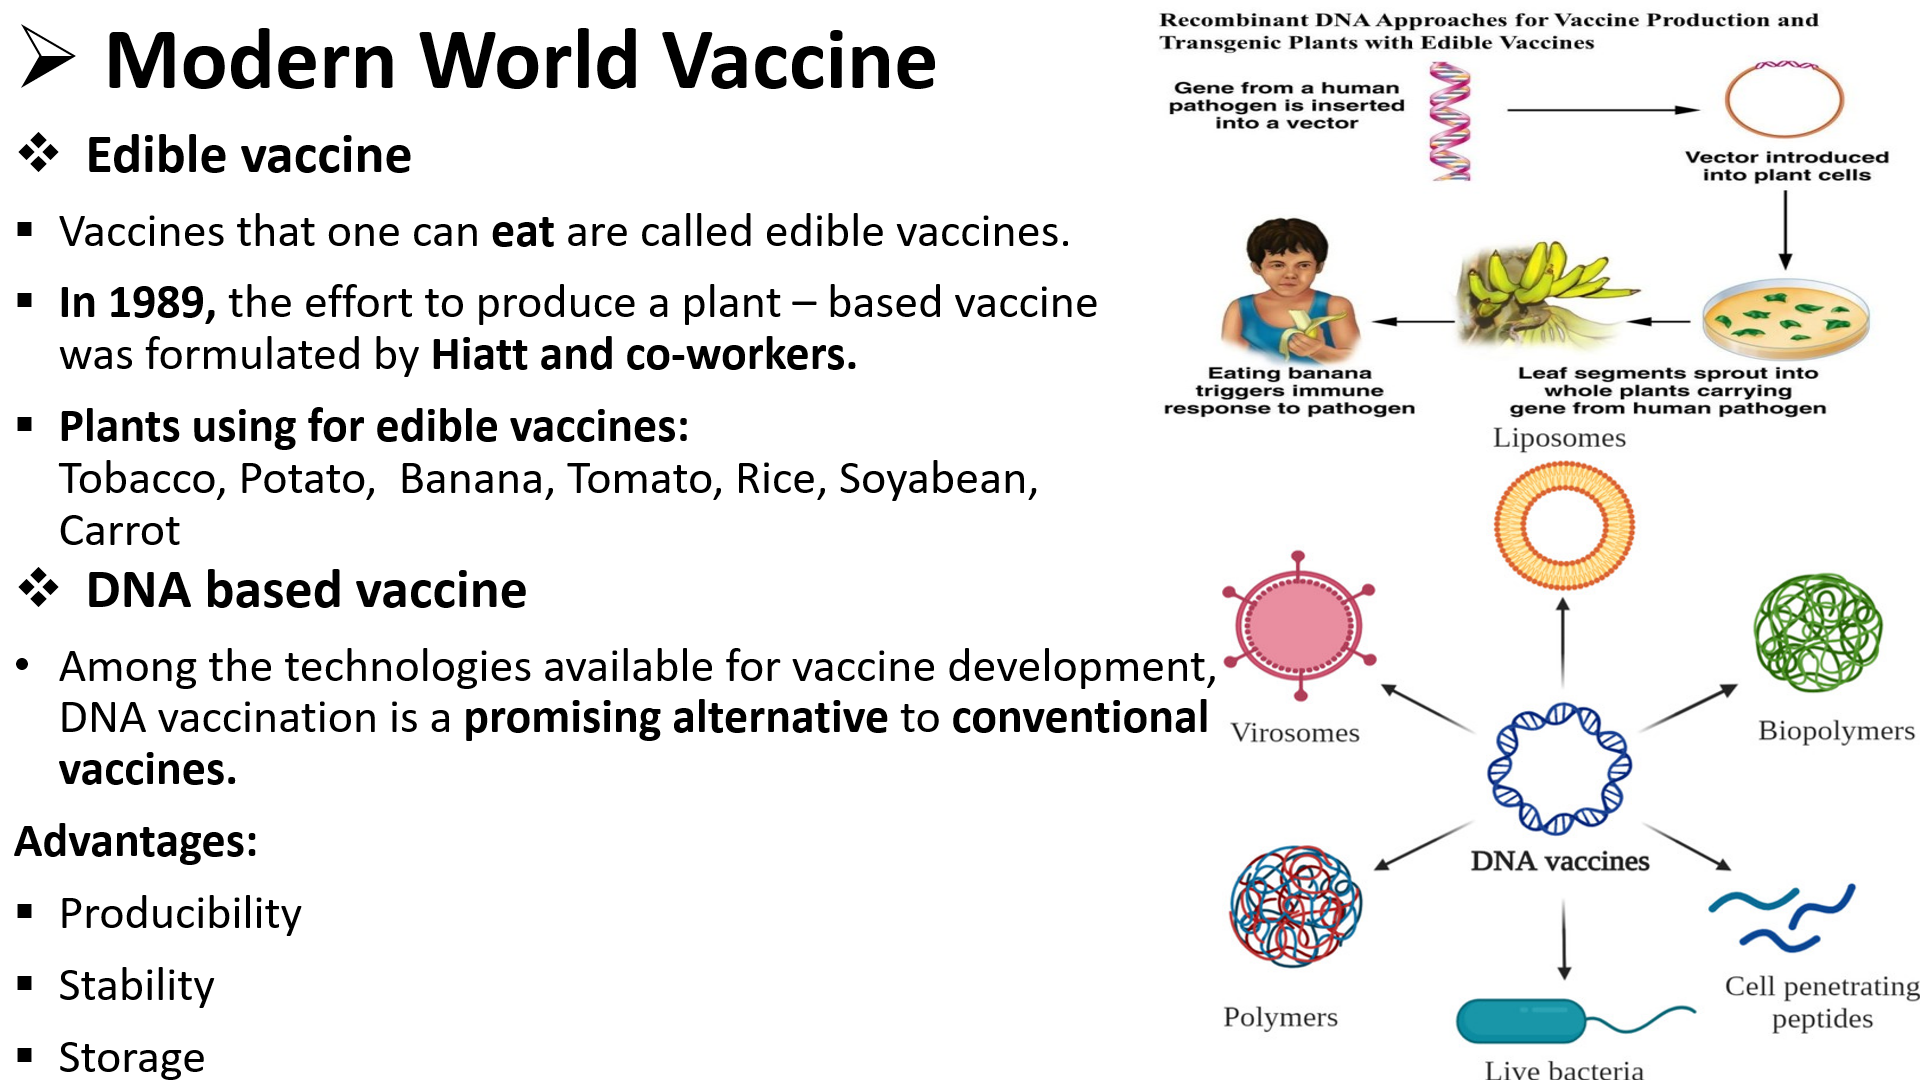 Modern World Vaccine
Edible vaccine
Vaccines that one can eat are called edible vaccines.
In 1989, the effort to produce a plant – based vaccine
was formulated by Hiatt and co-workers.
Plants using for edible vaccines:
Tobacco, Potato,  Banana, Tomato, Rice, Soyabean,
Carrot
DNA based vaccine
Among the technologies available for vaccine development,
DNA vaccination is a promising alternative to conventional
vaccines.
Advantages:
Producibility
Stability
Storage
Recombinant DNA Approaches for Vaccine Production and
Transgenic Plants with Edible Vaccines
Gene from a human
pathogen is inserted
into a vector
Vector introduced
into plant cells
Eating banana
triggers immune
response to pathogen
Leaf segments sprout into
whole plants carrying
gene from human pathogen
Liposomes
Virosomes
Biopolymers
DNA vaccines
Polymers
Cell penetrating
peptides
Live bacteria